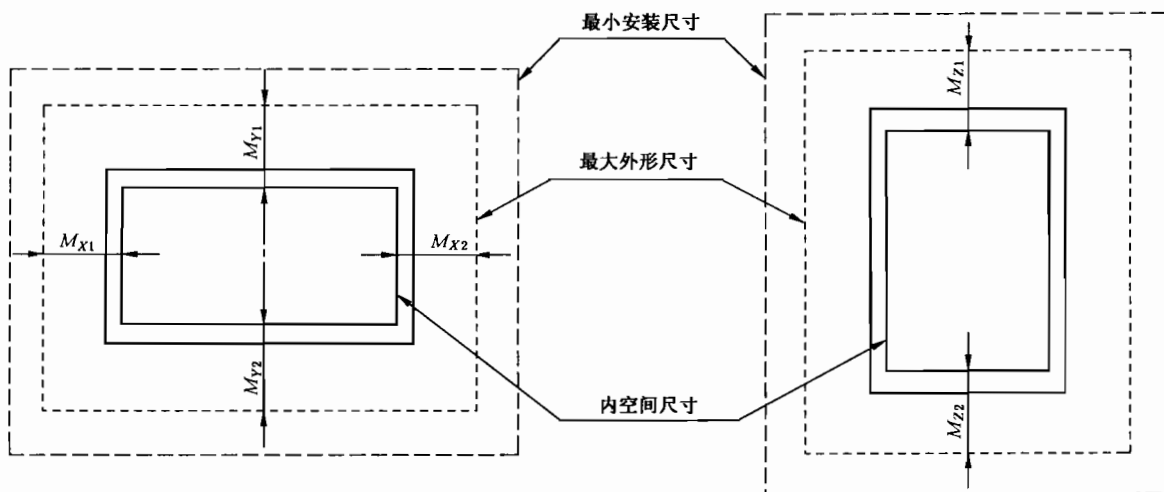 最小安装尺寸
M_{Z1}
M_{Y1}
最大外形尺寸
M_{X1}
M_{X2}
M_{Y2}
内空间尺寸
M_{Z2}